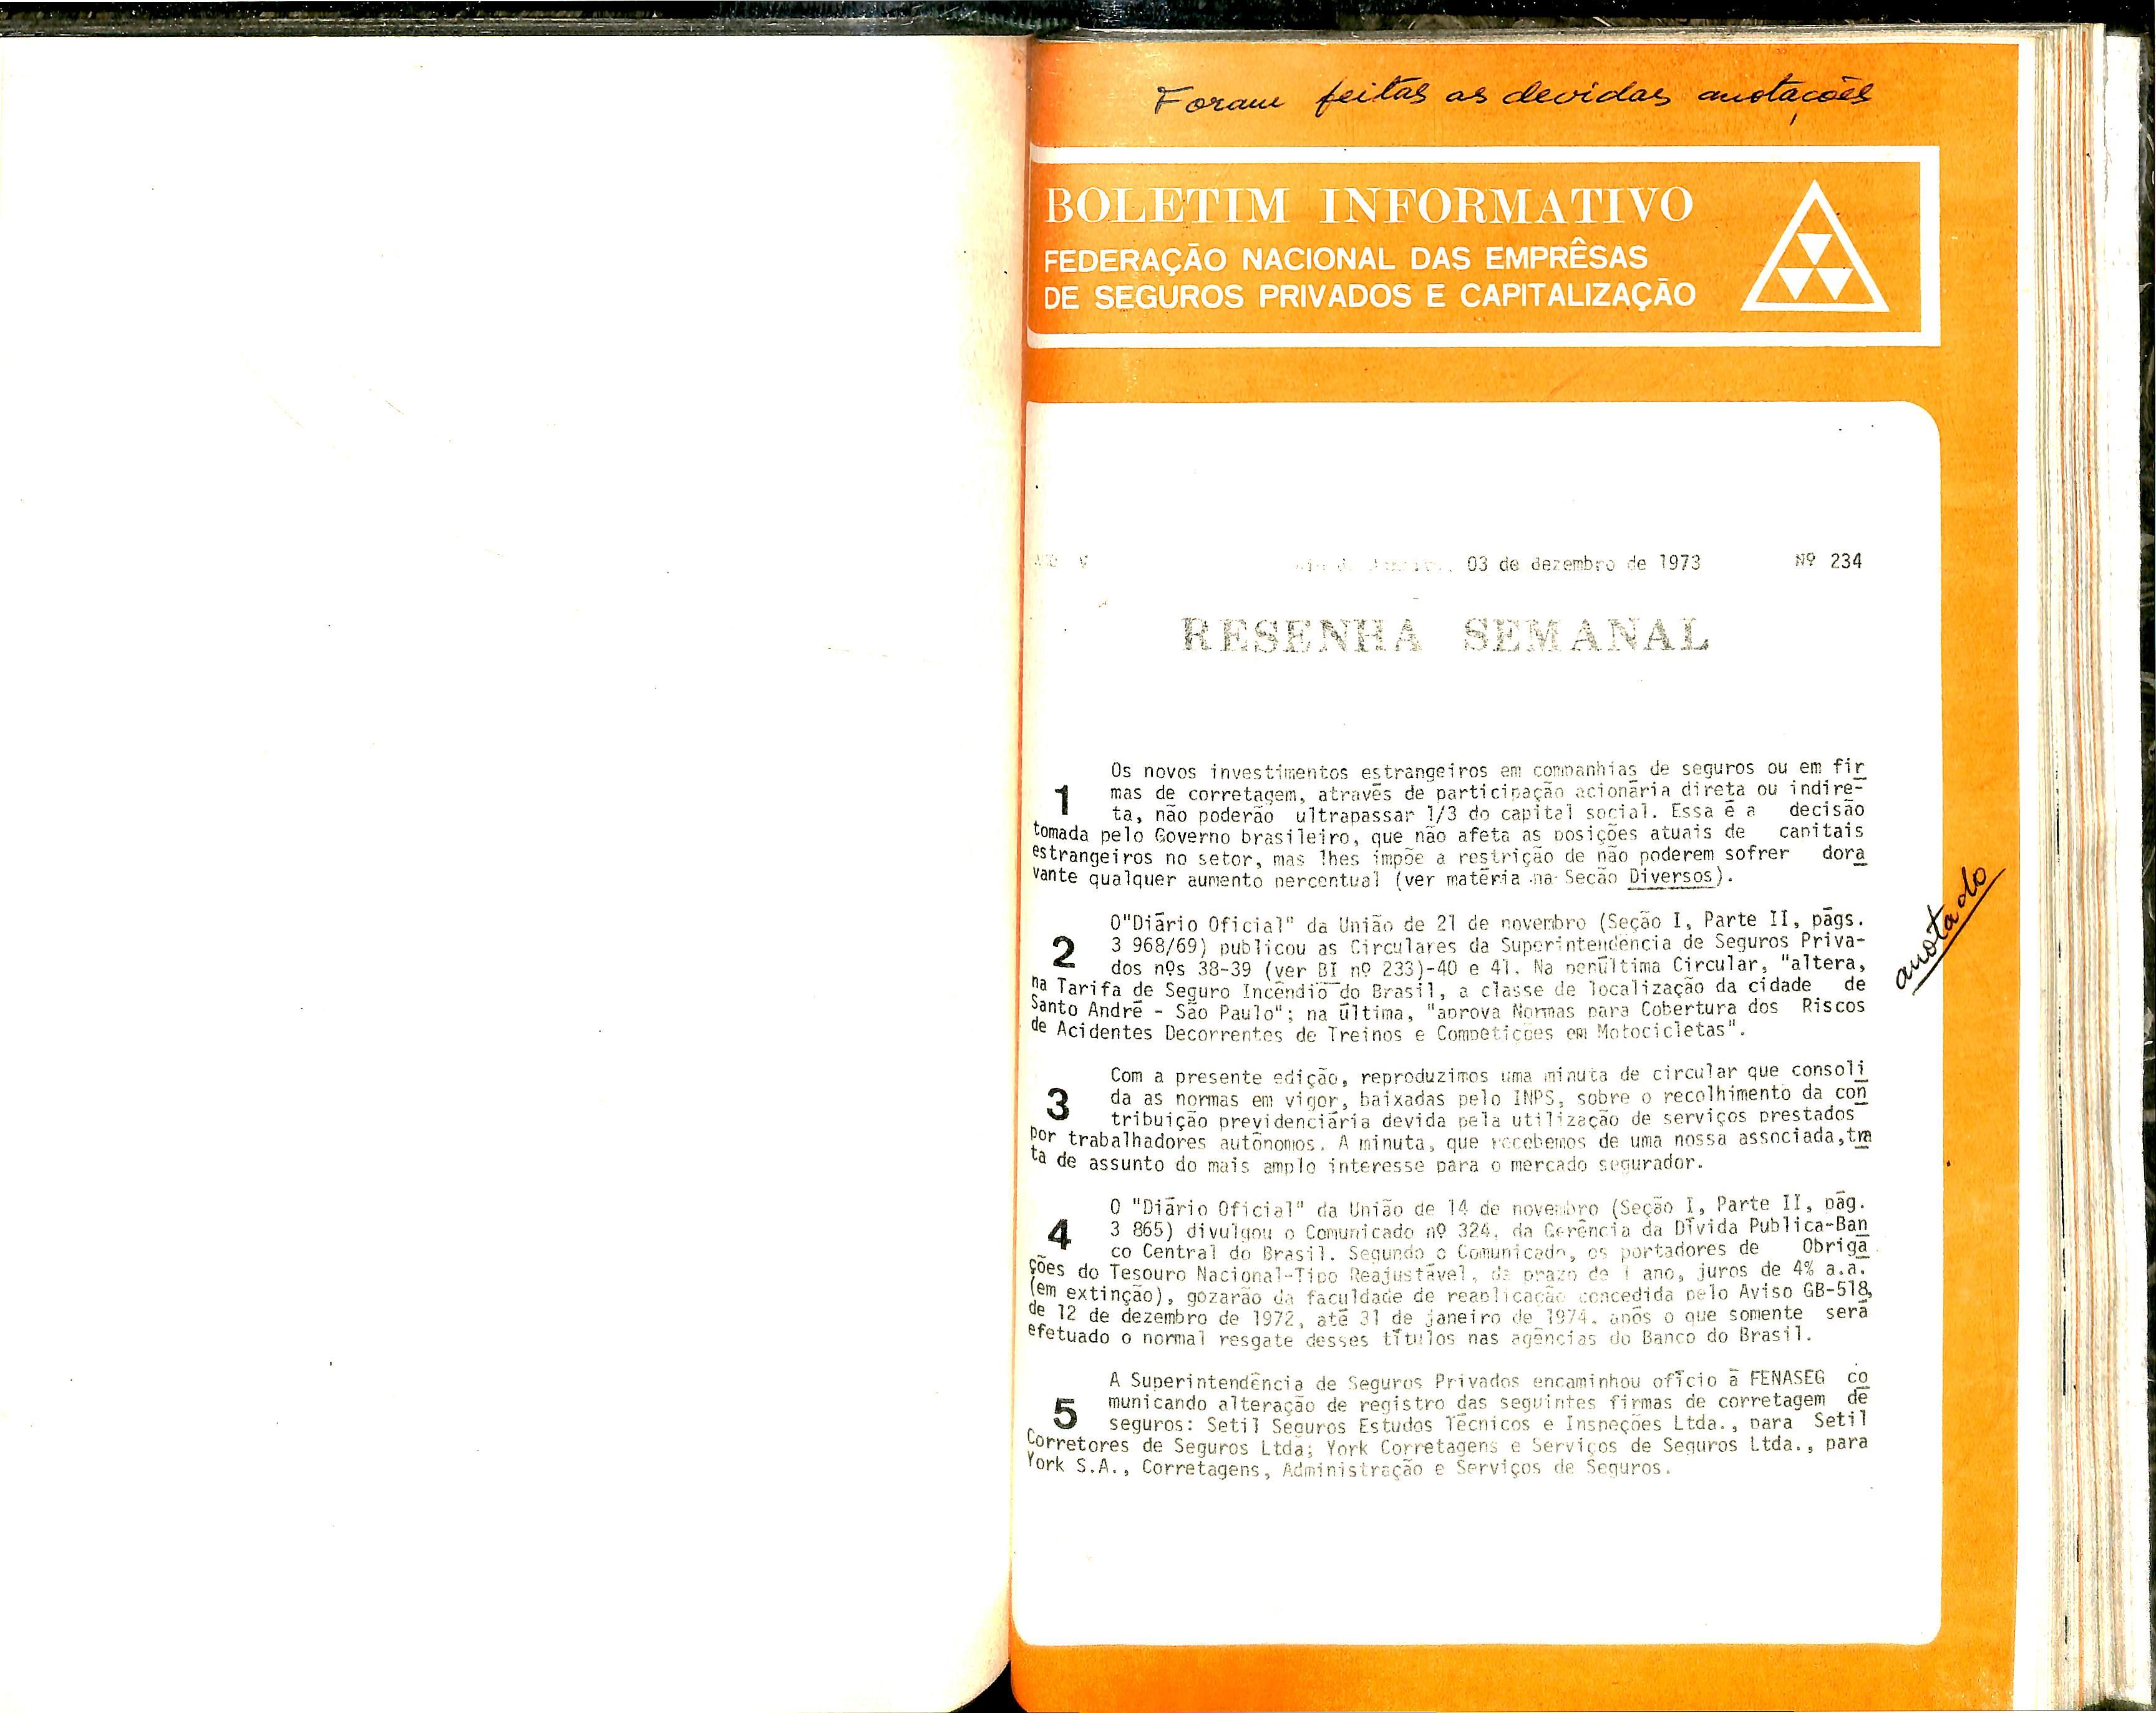 Foram feitas as devidas anotações
BOLETIM INFORMATIVO
FEDERAÇÃO NACIONAL DAS EMPRÊSAS
DE SEGUROS PRIVADOS E CAPITALIZAÇÃO
03 de dezembro de 1973 Nº 234
RESENHA SEMANAL
Os novos investimentos estrangeiros em companhias de seguros ou em fir
1 mas de corretagem, através de participação acionária direta ou indire-
ta, não poderão ultrapassar 1/3 do capital social. Essa é a decisão
tomada pelo Governo brasileiro, que não afeta as posições atuais de capitais
estrangeiros no setor, mas lhes impõe a restrição de não poderem sofrer dora
vante qualquer aumento percentual (ver matéria na Seção Diversos).
O"Diário Oficial" da União de 21 de novembro (Seção I, Parte II, págs.
2 3 968/69) publicou as Circulares da Superintendência de Seguros Priva-
dos nºs 38-39 (ver BI nº 233)-40 e 41. Na penúltima Circular, "altera,
na Tarifa de Seguro Incêndio do Brasil, a classe de localização da cidade de
Santo André - São Paulo"; na última, "aprova Normas para Cobertura dos Riscos
de Acidentes Decorrentes de Treinos e Competições em Motocicletas".
anotado
Com a presente edição, reproduzimos uma minuta de circular que consoli
3 da as normas em vigor, baixadas pelo INPS, sobre o recolhimento da con
tribuição previdenciária devida pela utilização de serviços prestados
por trabalhadores autônomos. A minuta, que recebemos de uma nossa associada,tra
ta de assunto do mais amplo interesse para o mercado segurador.
O "Diário Oficial" da União de 14 de novembro (Seção I, Parte II, pág.
4 3 865) divulgou o Comunicado nº 324, da Gerência da Dívida Publica-Ban
co Central do Brasil. Segundo o Comunicado, os portadores de Obriga
ções do Tesouro Nacional-Tipo Reajustável, de prazo de 1 ano, juros de 4% a.a.
(em extinção), gozarão da faculdade de reaplicação concedida pelo Aviso GB-518,
de 12 de dezembro de 1972, até 31 de janeiro de 1974. após o que somente será
efetuado o normal resgate desses títulos nas agências do Banco do Brasil.
A Superintendência de Seguros Privados encaminhou ofício à FENASEG co
5 municando alteração de registro das seguintes firmas de corretagem de
seguros: Setil Seguros Estudos Técnicos e Inspeções Ltda., para Setil
Corretores de Seguros Ltda; York Corretagens e Serviços de Seguros Ltda., para
York S.A., Corretagens, Administração e Serviços de Seguros.